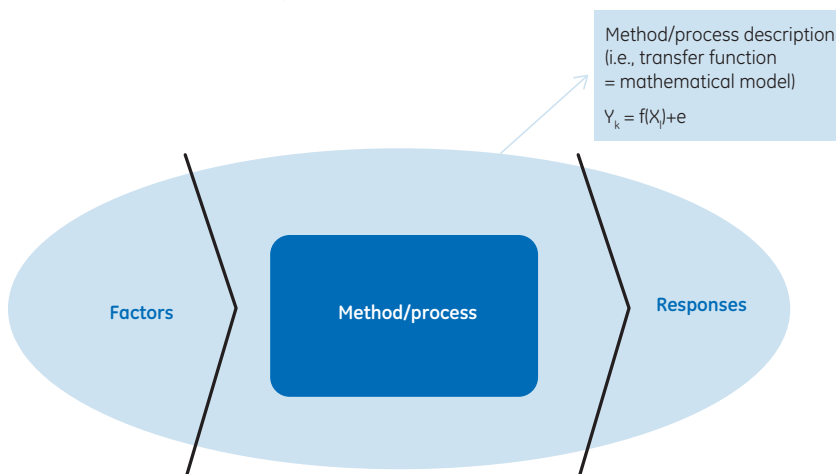 Method/process description
(i.e., transfer function
= mathematical model)
Yₖ = f(Xᵢ)+e
Factors
Method/process
Responses